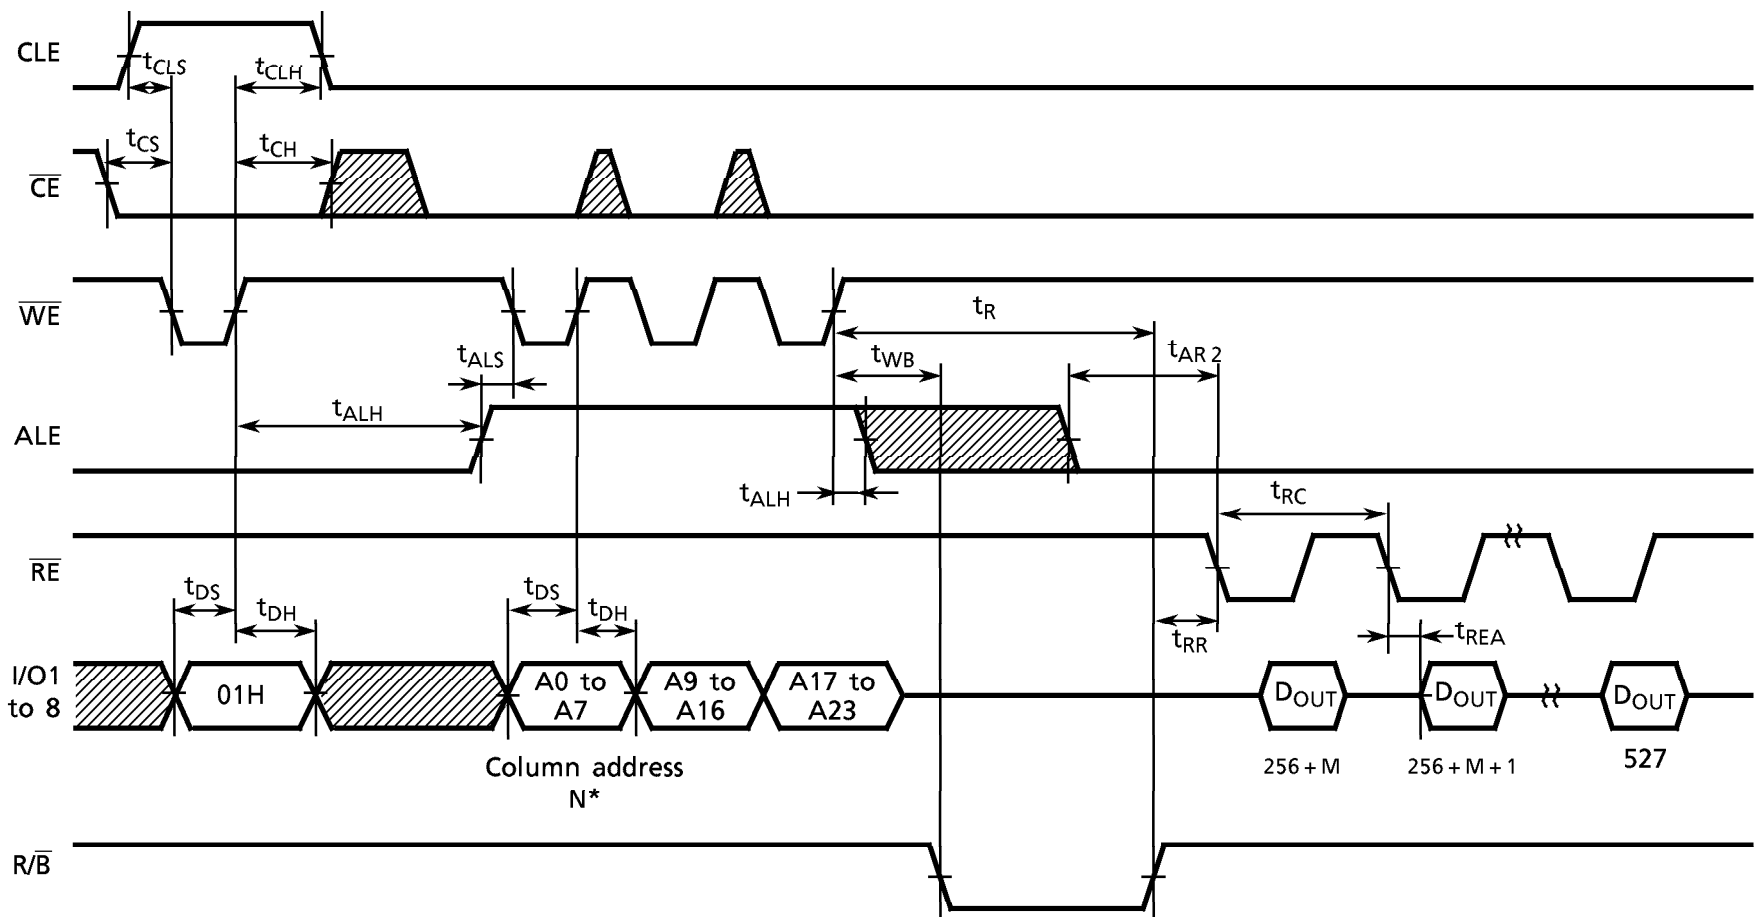 CLE
tCLS
tCLH
CE
tCS
tCH
WE
tR
tALS
tWB
tAR 2
ALE
tALH
tALH
tRC
RE
tDS
tDH
tDS
tDH
tRR
tREA
I/O1
to 8
01H
A0 to
A7
A9 to
A16
A17 to
A23
DOUT
DOUT
DOUT
Column address
N*
256 + M
256 + M + 1
527
R/B